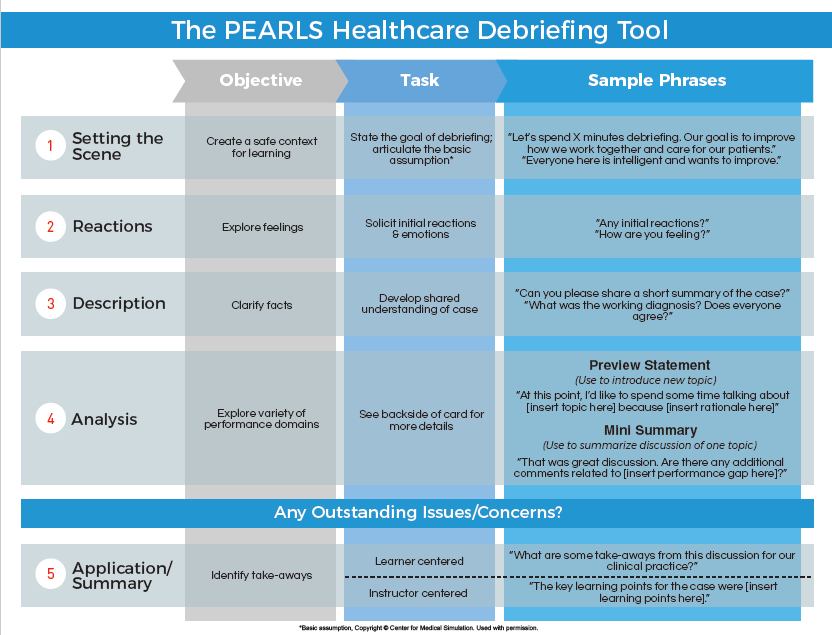 The PEARLS Healthcare Debriefing Tool
Objective
Task
Sample Phrases
1
Setting the
Scene
Create a safe context
for learning
State the goal of debriefing;
articulate the basic
assumption*
"Let's spend X minutes debriefing. Our goal is to improve
how we work together and care for our patients."
"Everyone here is intelligent and wants to improve."
2
Reactions
Explore feelings
Solicit initial reactions
& emotions
"Any initial reactions?"
"How are you feeling?"
3
Description
Clarify facts
Develop shared
understanding of case
"Can you please share a short summary of the case?"
"What was the working diagnosis? Does everyone
agree?"
4
Analysis
Explore variety of
performance domains
See backside of card for
more details
Preview Statement
(Use to introduce new topic)
"At this point, I'd like to spend some time talking about
[insert topic here] because [insert rationale here]"
Mini Summary
(Use to summarize discussion of one topic)
"That was great discussion. Are there any additional
comments related to [insert performance gap here]?"
Any Outstanding Issues/Concerns?
5
Application/
Summary
Identify take-aways
Learner centered
"What are some take-aways from this discussion for our
clinical practice?"
Instructor centered
"The key learning points for the case were [insert
learning points here]."
*Basic assumption, Copyright © Center for Medical Simulation. Used with permission.